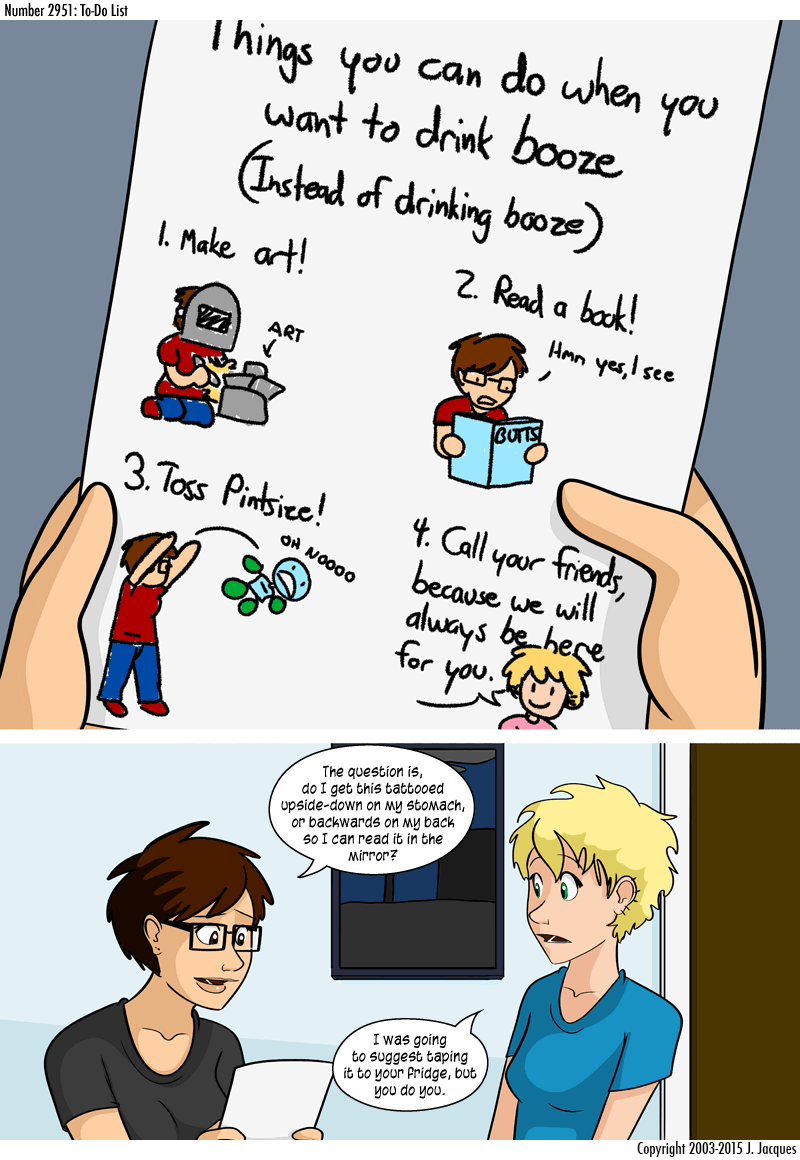 Number 2951: To-Do List
Things you can do when you
want to drink booze
(Instead of drinking booze)
1. Make art!
ART
2. Read a book!
Hmn yes, I see
BUTTS
3. Toss Pintsize!
OH NOOOO
4. Call your friends,
because we will
always be here
for you.
The question is,
do I get this tattooed
upside-down on my stomach,
or backwards on my back
so I can read it in the
mirror?
I was going
to suggest taping
it to your fridge, but
you do you.
Copyright 2003-2015 J. Jacques